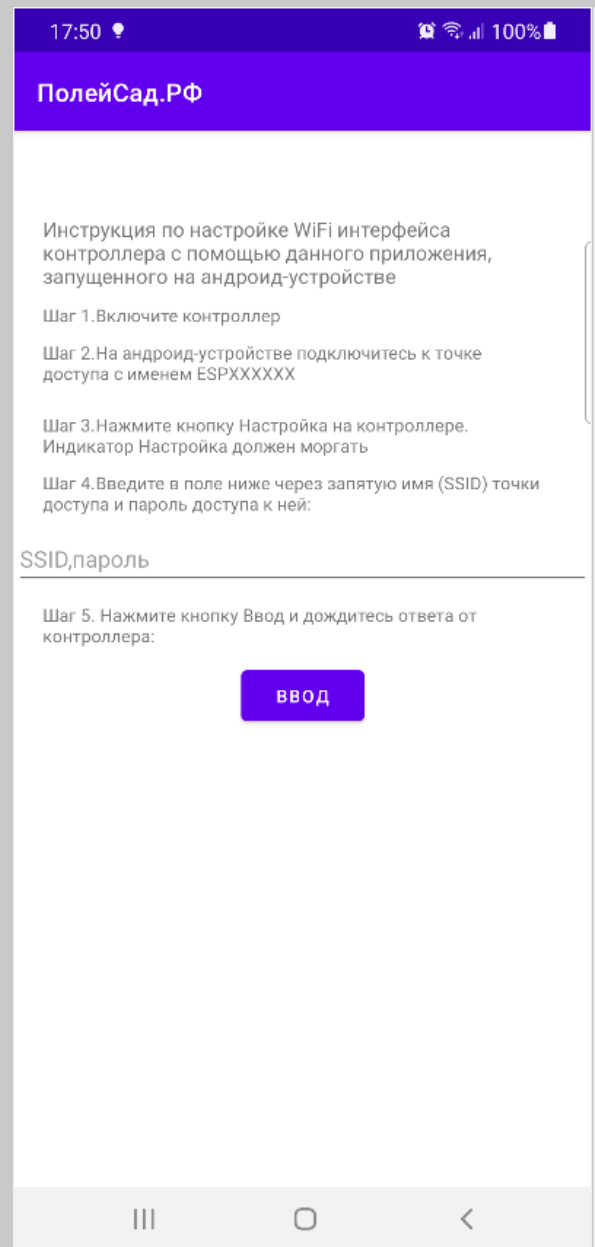 17:50
100%
ПолейСад.РФ
Инструкция по настройке WiFi интерфейса
контроллера с помощью данного приложения,
запущенного на андроид-устройстве
Шаг 1.Включите контроллер
Шаг 2.На андроид-устройстве подключитесь к точке
доступа с именем ESPXXXXXX
Шаг 3.Нажмите кнопку Настройка на контроллере.
Индикатор Настройка должен моргать
Шаг 4.Введите в поле ниже через запятую имя (SSID) точки
доступа и пароль доступа к ней:
SSID,пароль
Шаг 5. Нажмите кнопку Ввод и дождитесь ответа от
контроллера:
ВВОД